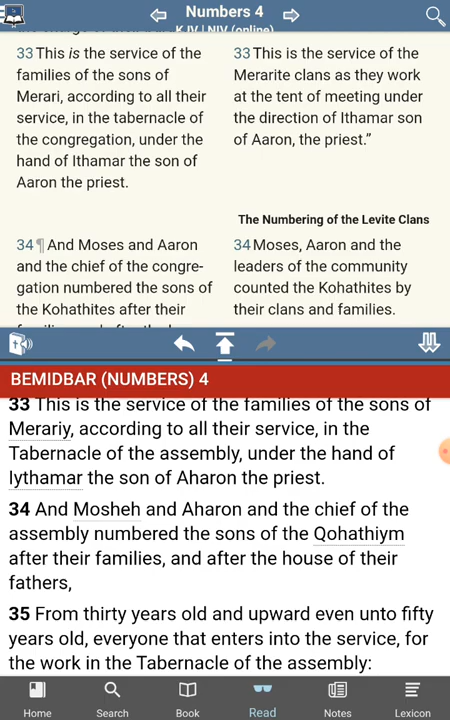 Numbers 4
KJV | NIV (online)
33 This is the service of the
families of the sons of
Merari, according to all their
service, in the tabernacle of
the congregation, under the
hand of Ithamar the son of
Aaron the priest.
34 ¶ And Moses and Aaron
and the chief of the congre-
gation numbered the sons of
the Kohathites after their
33 This is the service of the
Merarite clans as they work
at the tent of meeting under
the direction of Ithamar son
of Aaron, the priest.”
The Numbering of the Levite Clans
34 Moses, Aaron and the
leaders of the community
counted the Kohathites by
their clans and families.
BEMIDBAR (NUMBERS) 4
33 This is the service of the families of the sons of
Merariy, according to all their service, in the
Tabernacle of the assembly, under the hand of
Iythamar the son of Aharon the priest.
34 And Mosheh and Aharon and the chief of the
assembly numbered the sons of the Qohathiym
after their families, and after the house of their
fathers,
35 From thirty years old and upward even unto fifty
years old, everyone that enters into the service, for
the work in the Tabernacle of the assembly:
Home
Search
Book
Read
Notes
Lexicon